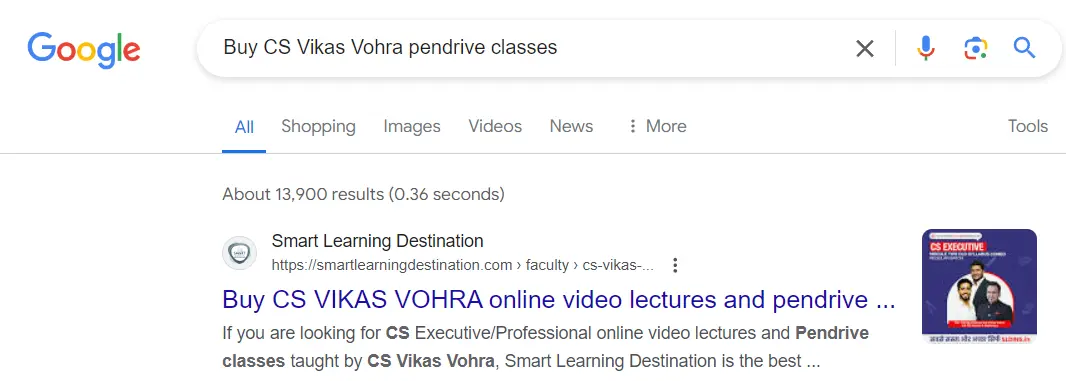 Google
Buy CS Vikas Vohra pendrive classes
All Shopping Images Videos News More Tools
About 13,900 results (0.36 seconds)
Smart Learning Destination
https://smartlearningdestination.com › faculty › cs-vikas-...
Buy CS VIKAS VOHRA online video lectures and pendrive ...
If you are looking for CS Executive/Professional online video lectures and Pendrive
classes taught by CS Vikas Vohra, Smart Learning Destination is the best ...
CS EXECUTIVE